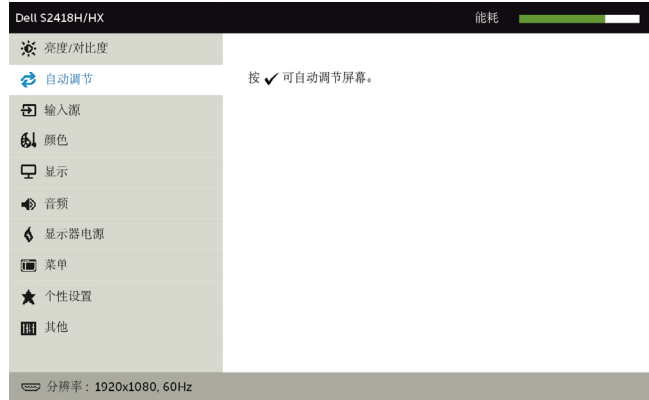 Dell S2418H/HX
能耗
亮度/对比度
自动调节
按 ✓ 可自动调节屏幕。
输入源
颜色
显示
音频
显示器电源
菜单
个性设置
其他
分辨率 : 1920x1080, 60Hz